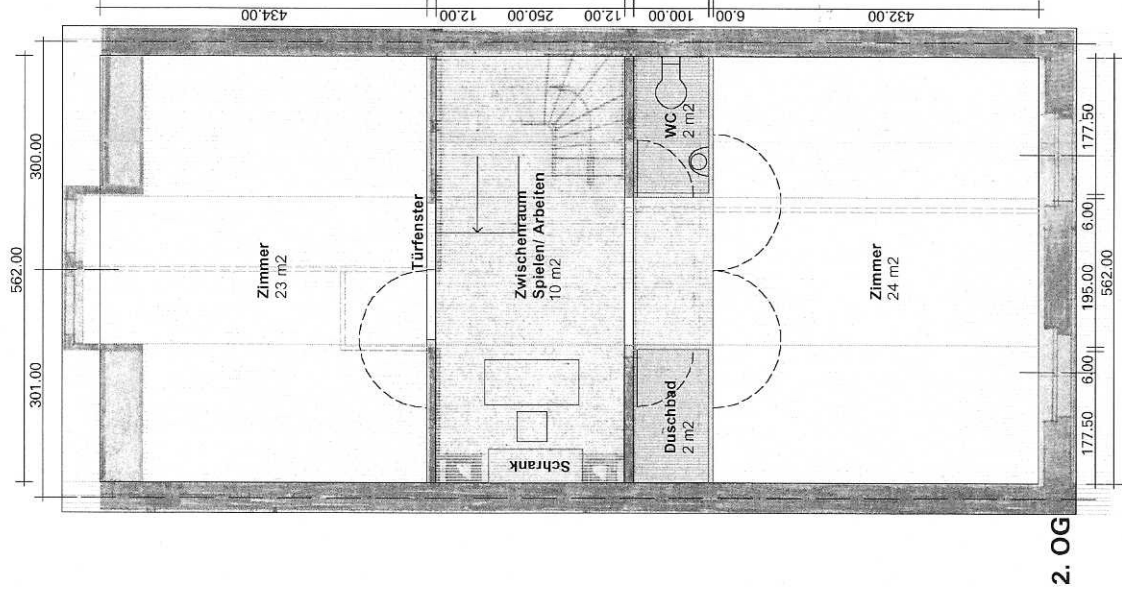 434.00
12.00
250.00
12.00
100.00
6.00
432.00
562.00
301.00
300.00
Zimmer
23 m2
Türfenster
Zwischenraum
Spielen/ Arbeiten
10 m2
Schrank
WC
2 m2
Duschbad
2 m2
Zimmer
24 m2
177.50
6.00
195.00
6.00
177.50
562.00
2. OG